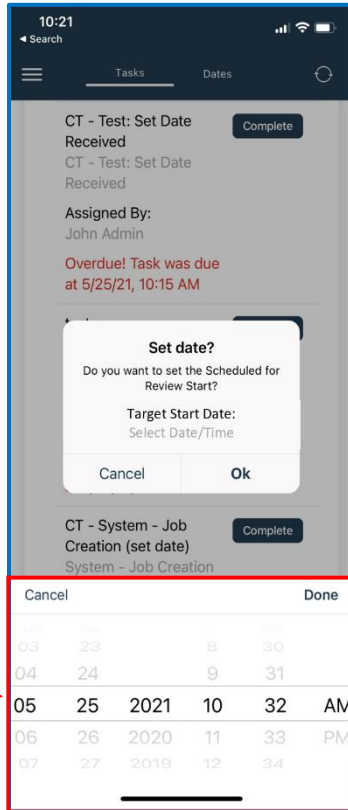 10:21
◄ Search
Tasks Dates
CT - Test: Set Date
Received
Complete
CT - Test: Set Date
Received
Assigned By:
John Admin
Overdue! Task was due
at 5/25/21, 10:15 AM
Set date?
Do you want to set the Scheduled for
Review Start?
Target Start Date:
Select Date/Time
Cancel Ok
CT - System - Job
Creation (set date)
Complete
System - Job Creation
Cancel Done
03 23 8 30
04 24 9 31
05 25 2021 10 32 AM
06 26 2020 11 33 PM
07 27 2019 12 34